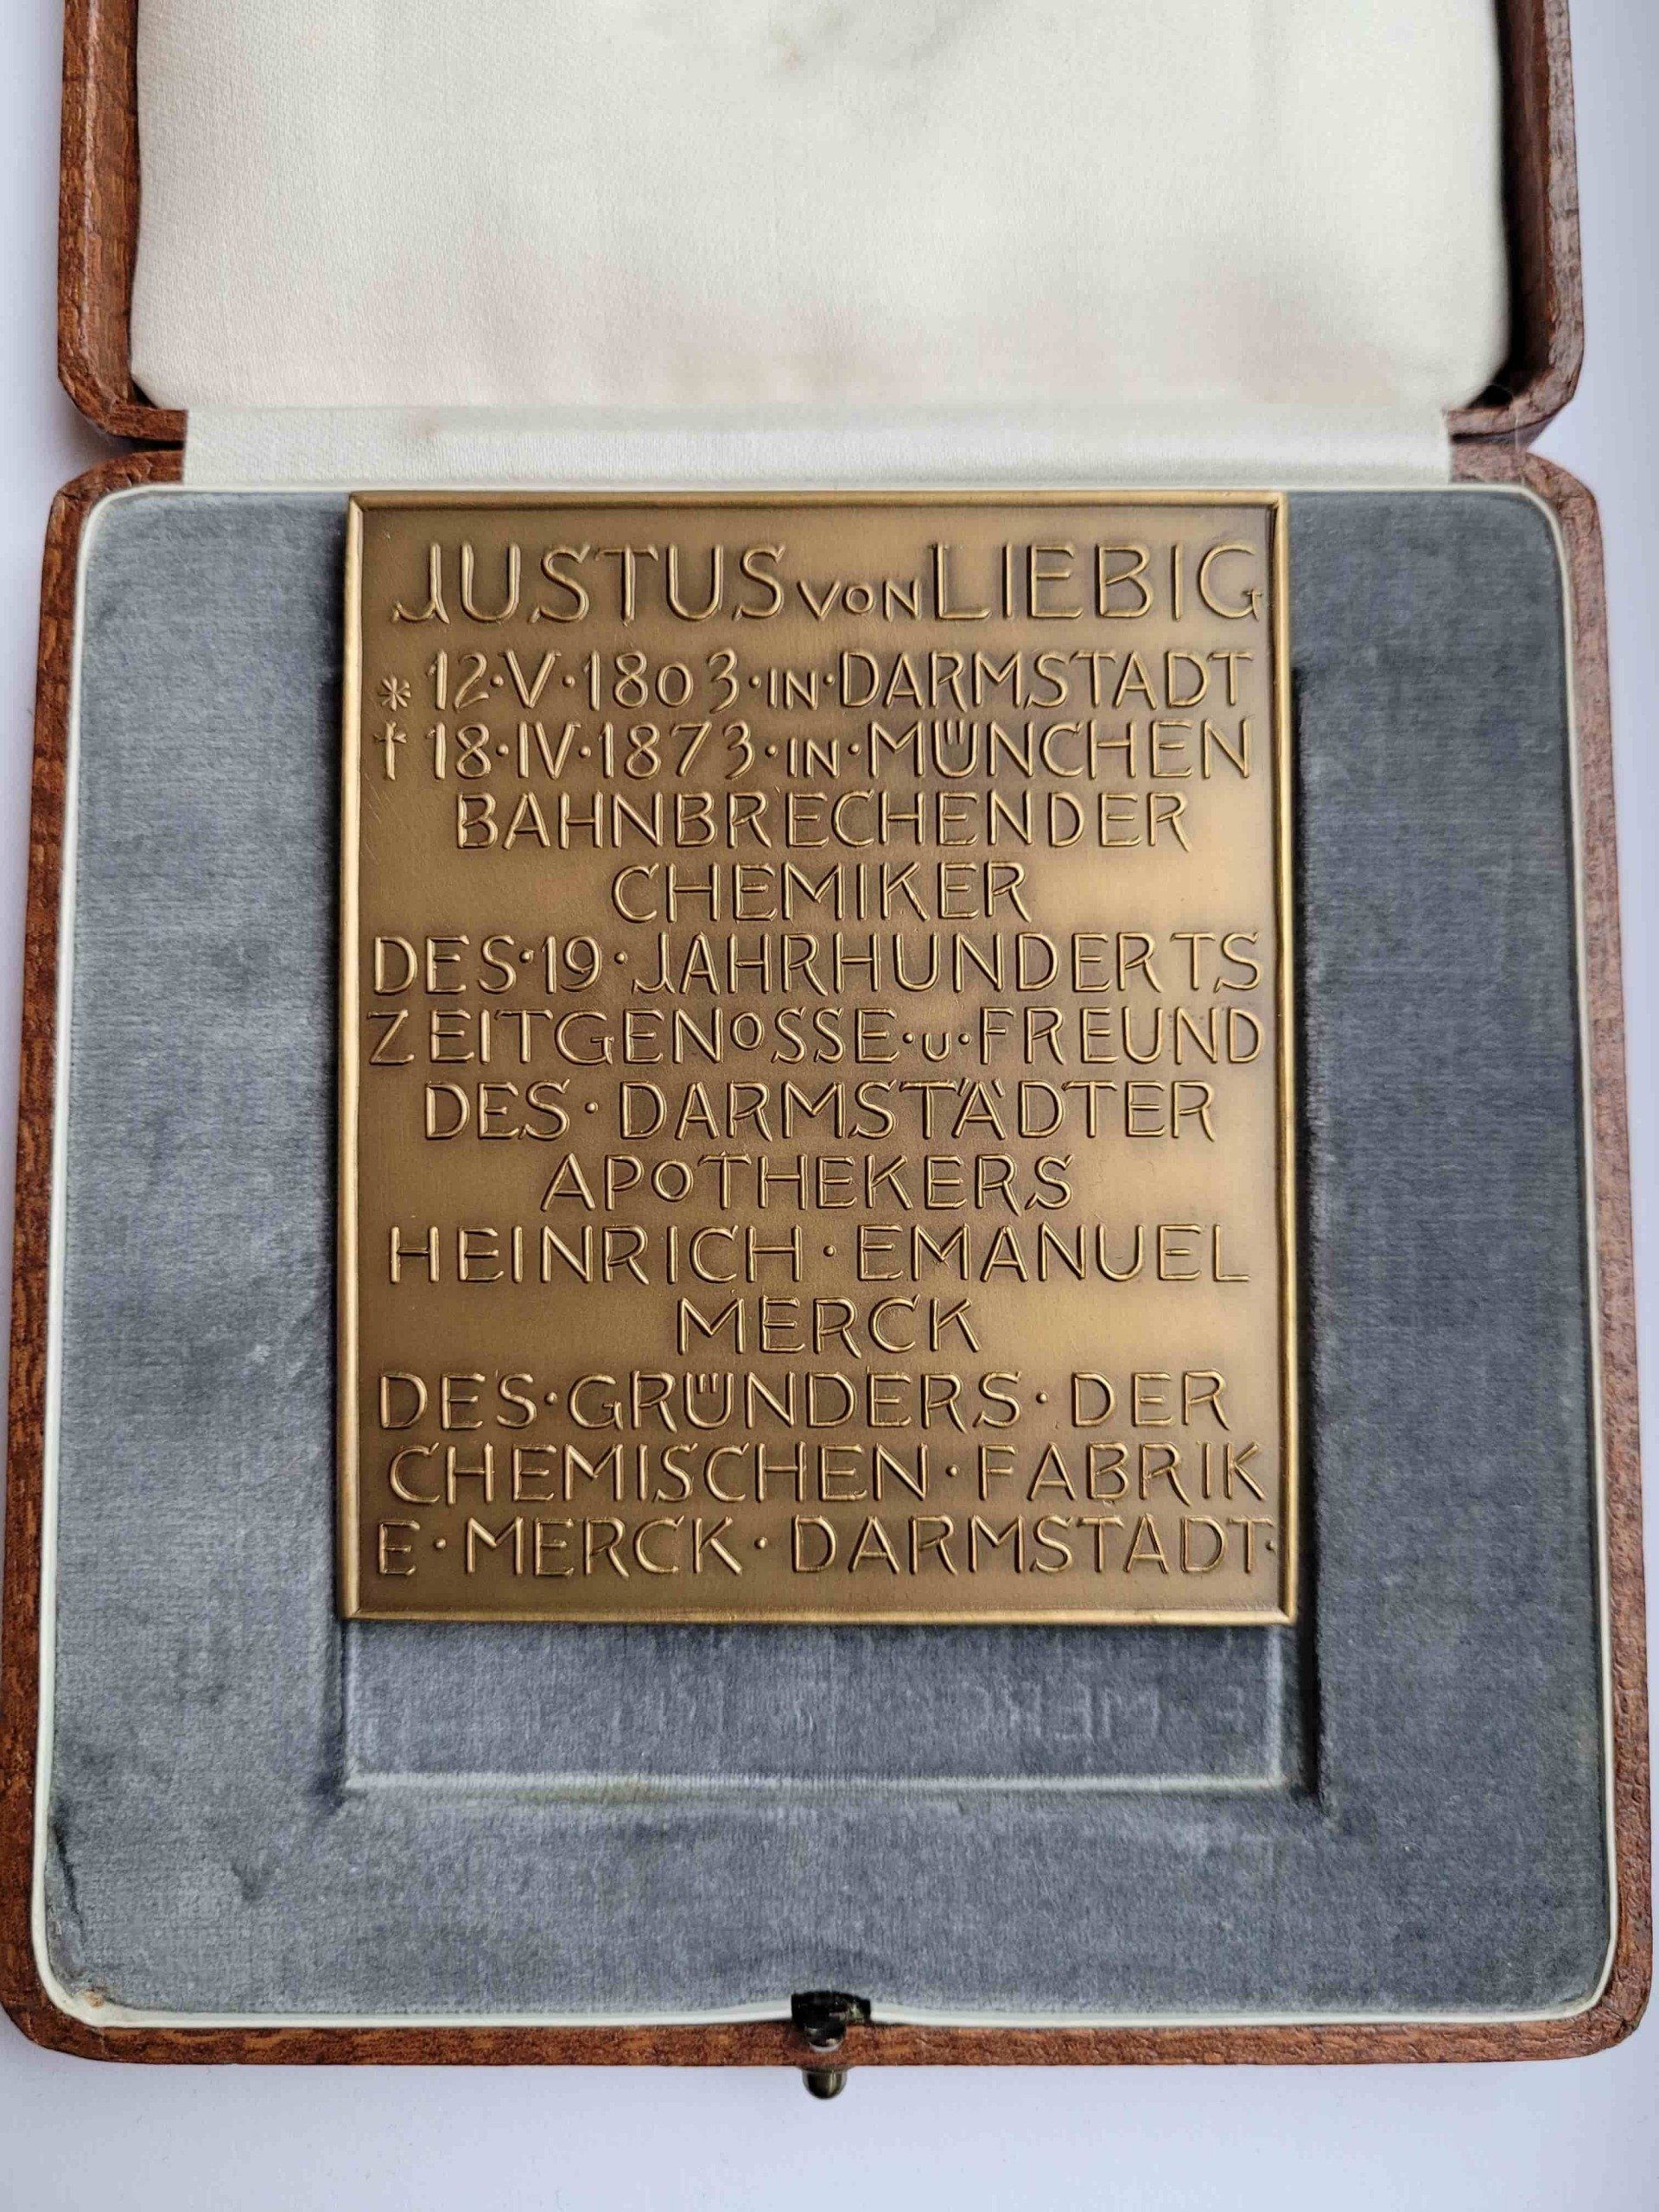 JUSTUS VON LIEBIG
* 12·V·1803·IN·DARMSTADT
† 18·IV·1873·IN·MÜNCHEN
BAHNBRECHENDER
CHEMIKER
DES·19·JAHRHUNDERTS
ZEITGENOSSE·u·FREUND
DES·DARMSTÄDTER
APOTHEKERS
HEINRICH·EMANUEL
MERCK
DES·GRÜNDERS·DER
CHEMISCHEN·FABRIK
E·MERCK·DARMSTADT·